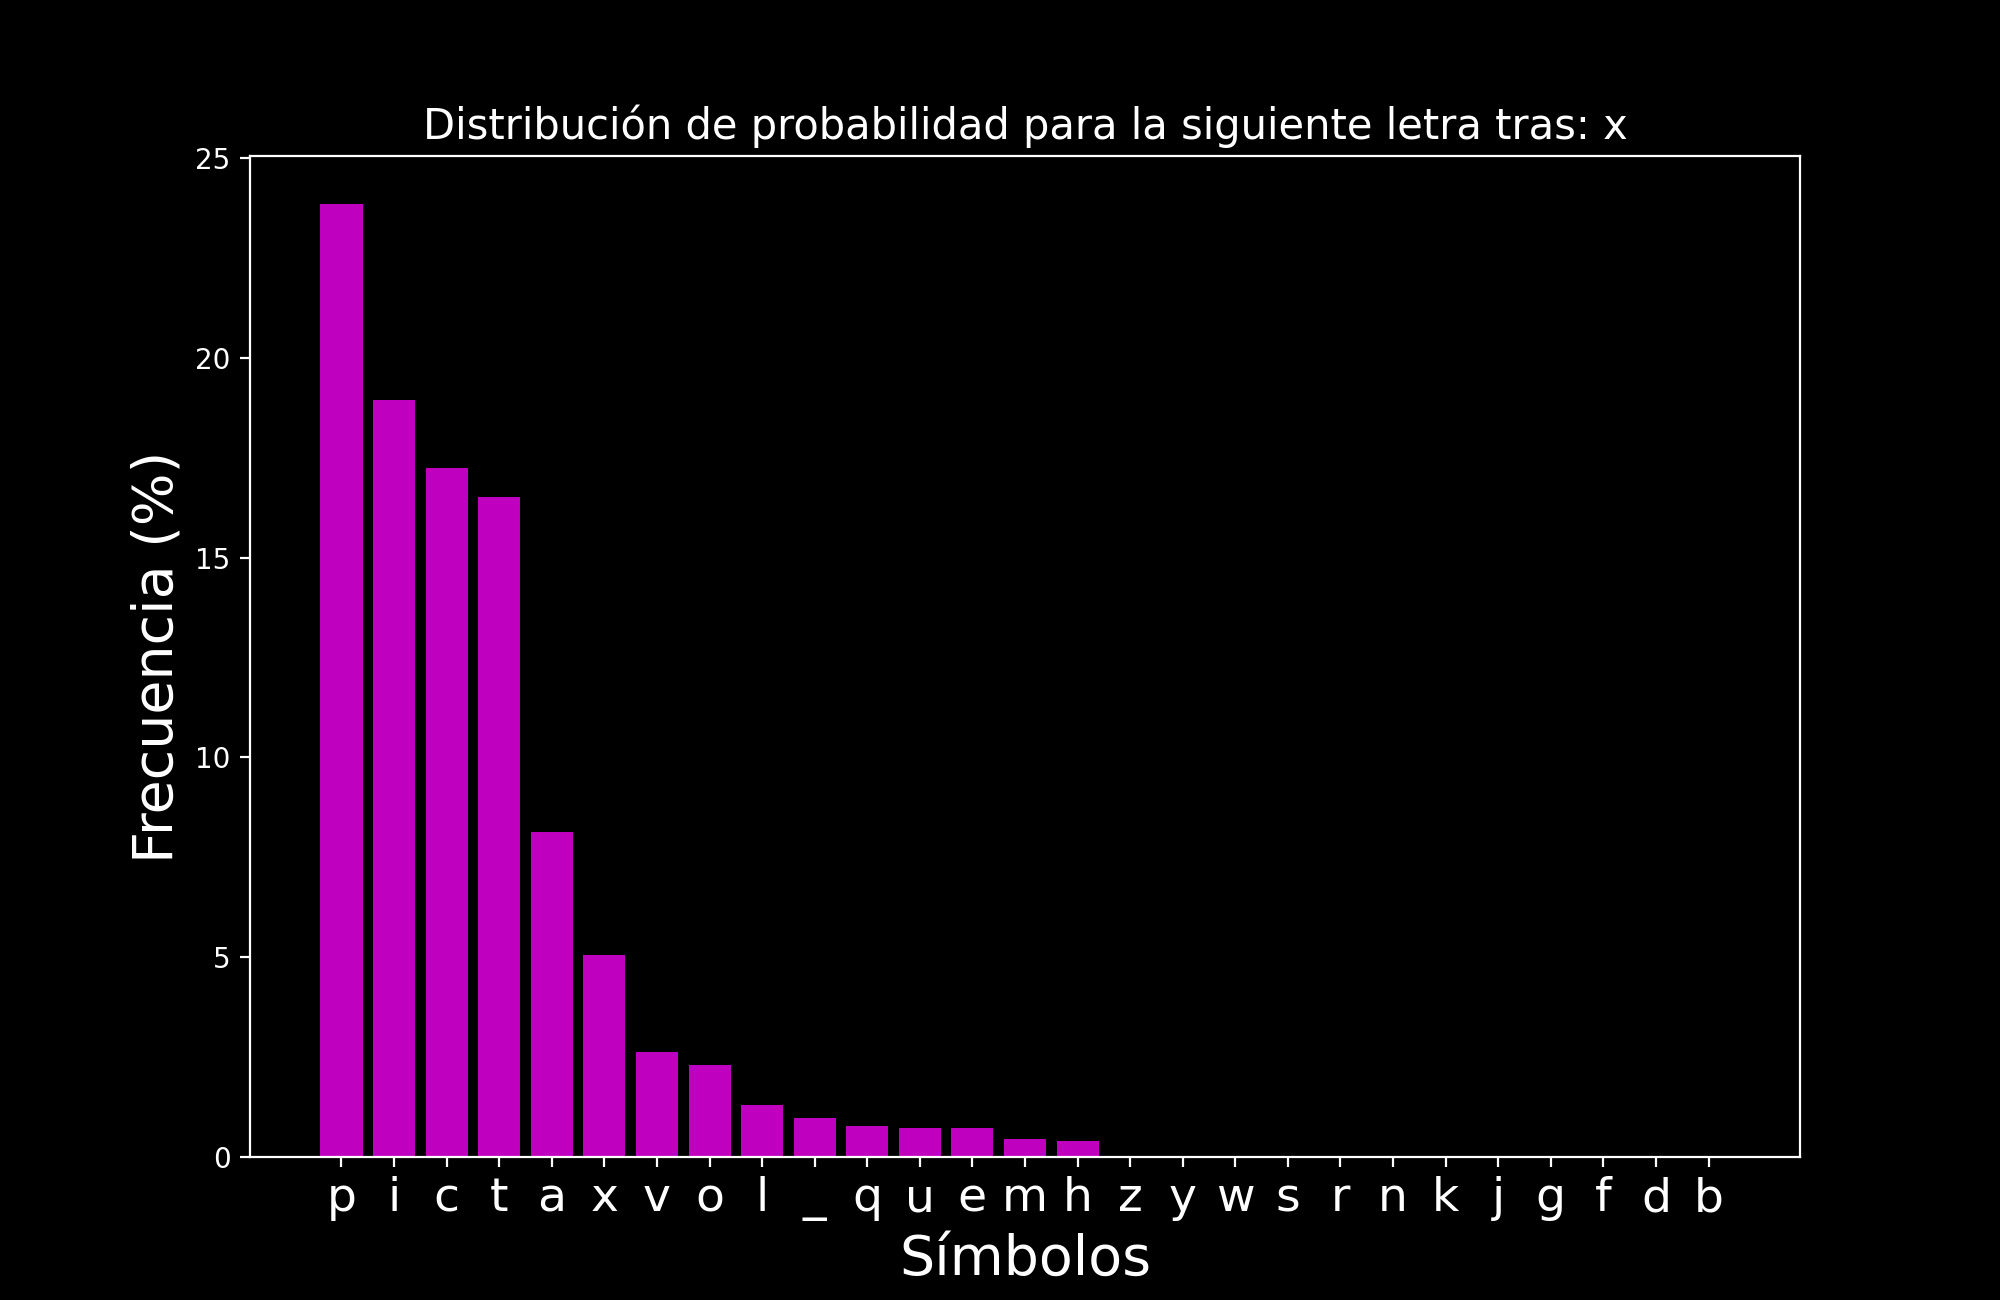 Distribución de probabilidad para la siguiente letra tras: x
25
20
15
10
5
0
Frecuencia (%)
p i c t a x v o l _ q u e m h z y w s r n k j g f d b
Símbolos